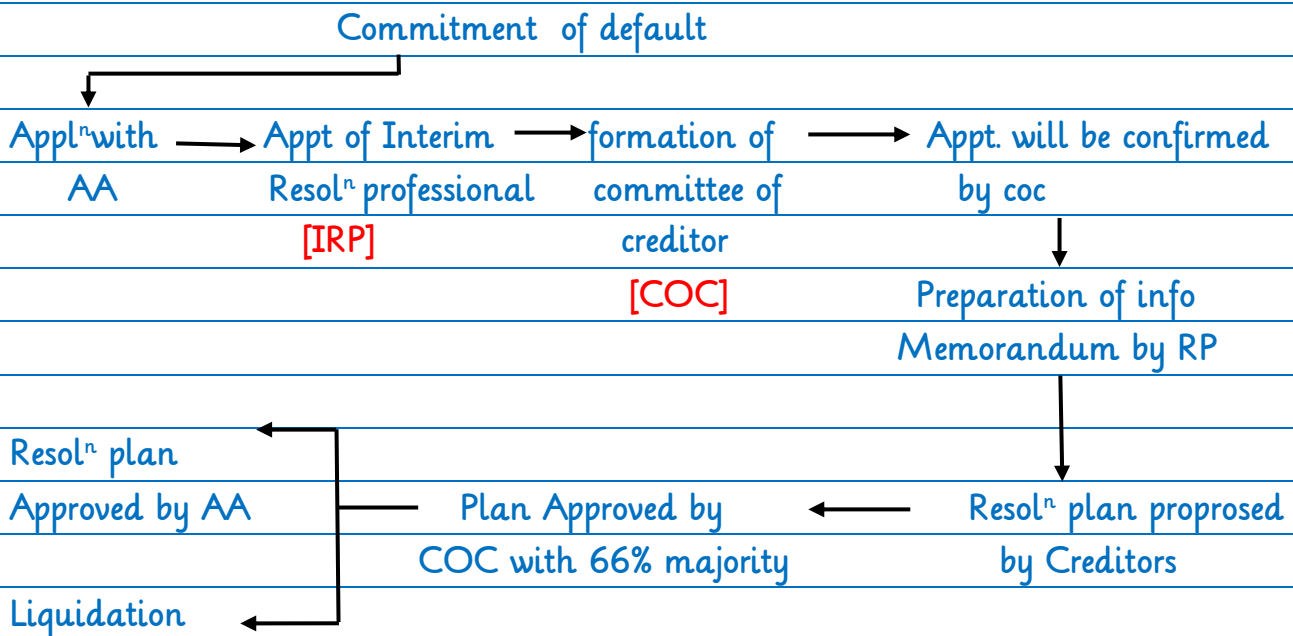 Commitment of default
Applⁿ with
AA
Appt of Interim
Resolⁿ professional
[IRP]
formation of
committee of
creditor
[COC]
Appt. will be confirmed
by coc
Preparation of info
Memorandum by RP
Resolⁿ plan proprosed
by Creditors
Plan Approved by
COC with 66% majority
Resolⁿ plan
Approved by AA
Liquidation